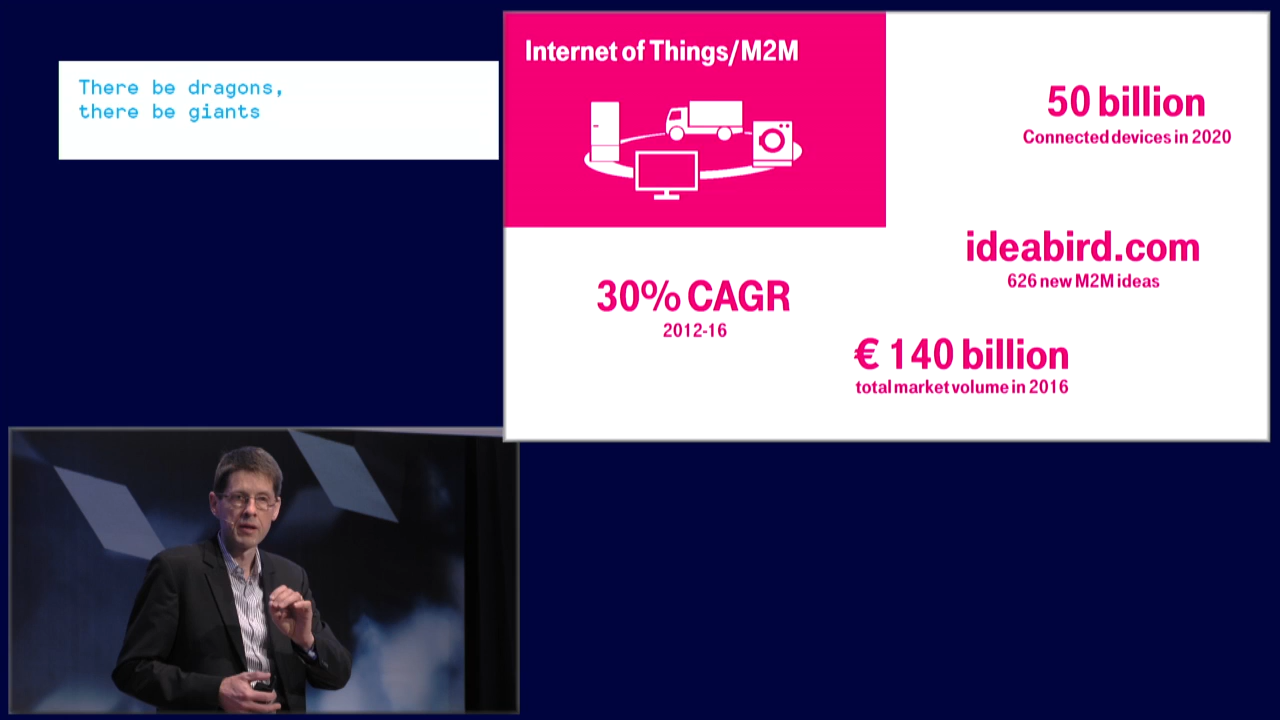 There be dragons,
there be giants
Internet of Things/M2M
50 billion
Connected devices in 2020
ideabird.com
626 new M2M ideas
30% CAGR
2012-16
€ 140 billion
total market volume in 2016